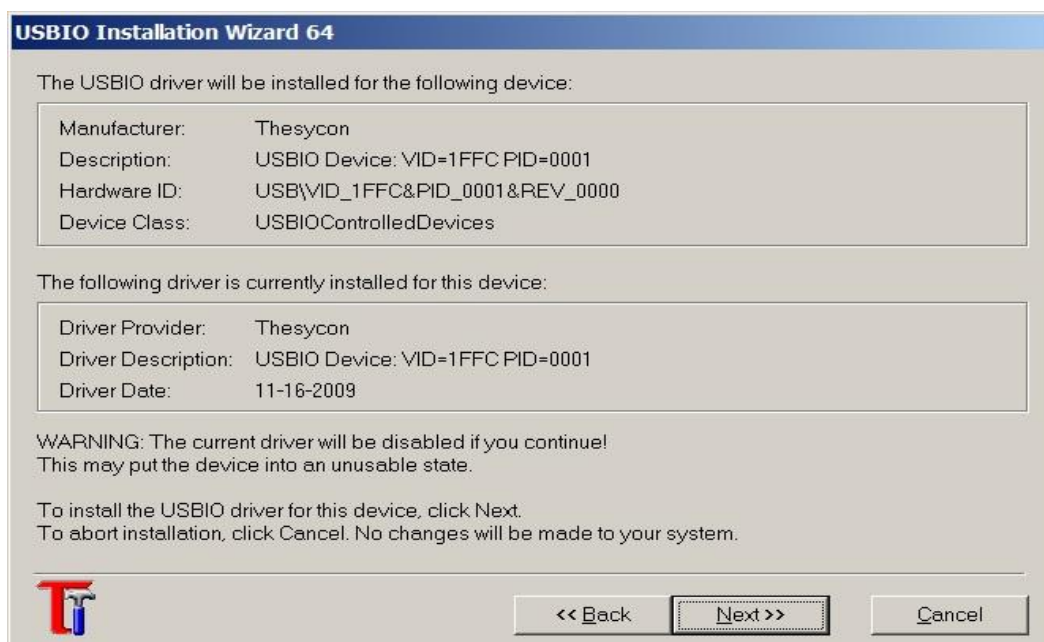 USBIO Installation Wizard 64
The USBIO driver will be installed for the following device:
Manufacturer: Thesycon
Description: USBIO Device: VID=1FFC PID=0001
Hardware ID: USB\VID_1FFC&PID_0001&REV_0000
Device Class: USBIOControlledDevices
The following driver is currently installed for this device:
Driver Provider: Thesycon
Driver Description: USBIO Device: VID=1FFC PID=0001
Driver Date: 11-16-2009
WARNING: The current driver will be disabled if you continue!
This may put the device into an unusable state.
To install the USBIO driver for this device, click Next.
To abort installation, click Cancel. No changes will be made to your system.
<< Back Next >> Cancel